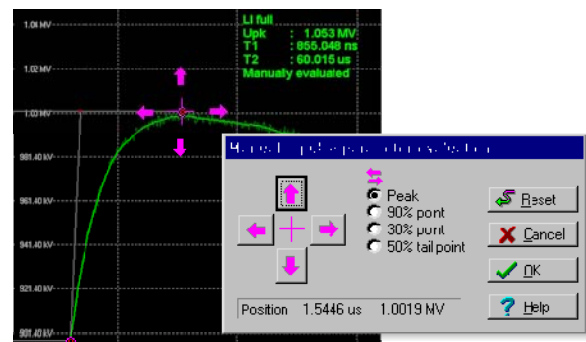 LI full
Upk : 1.053 MV
T1 : 855.048 ns
T2 : 60.015 us
Manually evaluated
1.04 MV
1.02 MV
1.00 MV
981.40 kV
961.40 kV
941.40 kV
921.40 kV
901.40 kV
Peak
90% point
30% point
50% tail point
Reset
Cancel
OK
Help
Position 1.5446 us 1.0019 MV